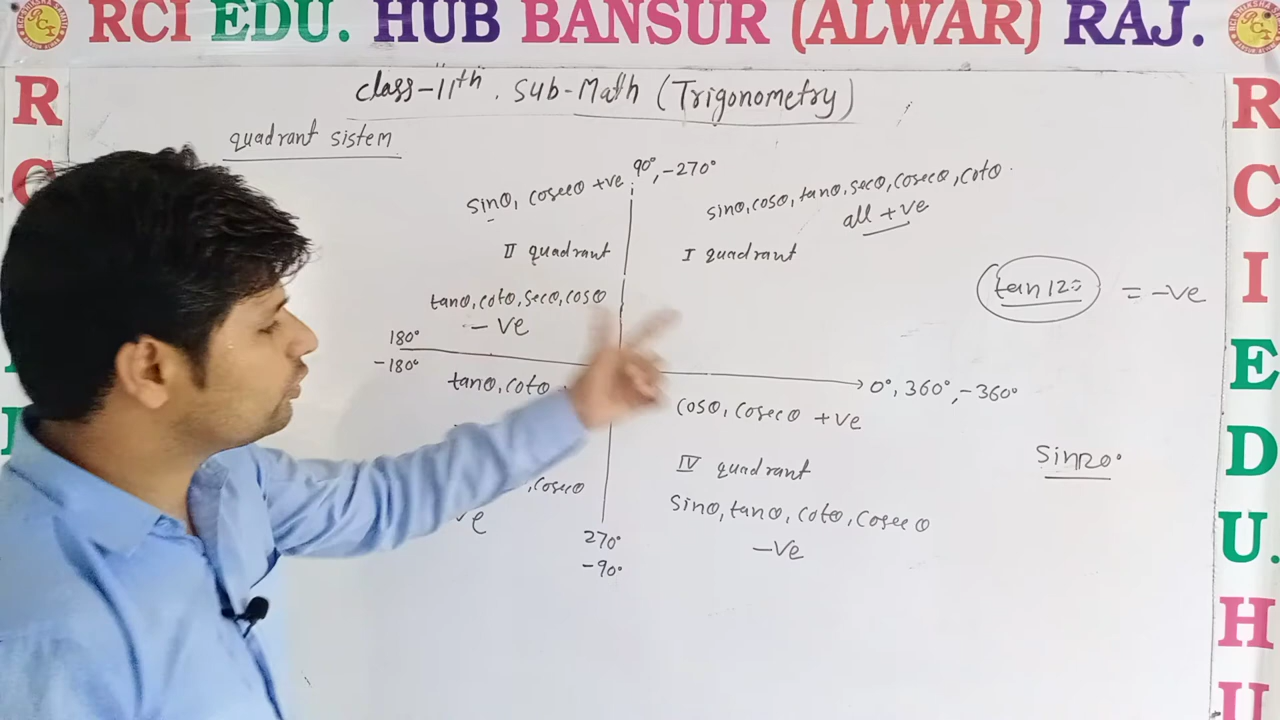 RCI EDU. HUB BANSUR (ALWAR) RAJ.
class-11th. Sub-Math (Trigonometry)
quadrant sistem
sinθ, cosecθ +ve
90°, -270°
sinθ, cosθ, tanθ, secθ, cosecθ, cotθ
all +ve
II quadrant
I quadrant
tanθ, cotθ, secθ, cosθ
-ve
tan120 = -ve
180°
-180°
0°, 360°, -360°
tanθ, cotθ
cosθ, cosecθ +ve
IV quadrant
, cosecθ
ve
sinθ, tanθ, cotθ, cosecθ
-ve
270°
-90°
sin120°
R
C
R
C
I
E
D
U.
H
U